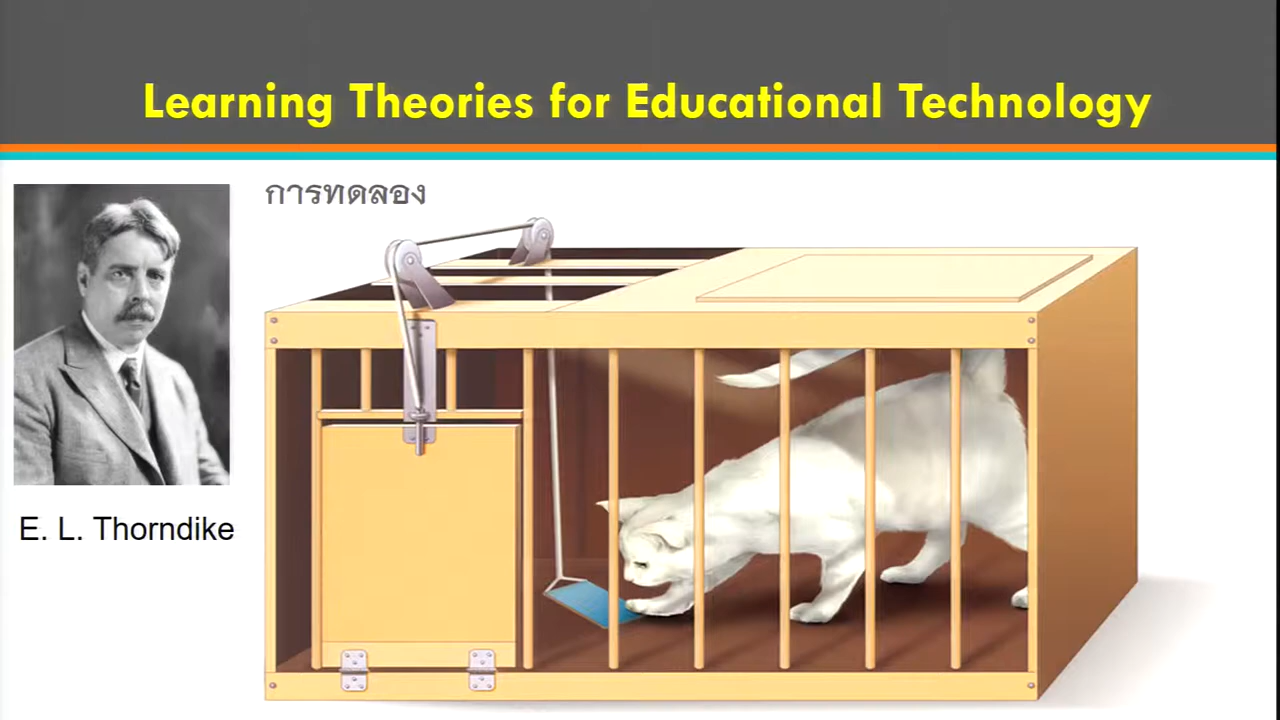 Learning Theories for Educational Technology
การทดลอง
E. L. Thorndike